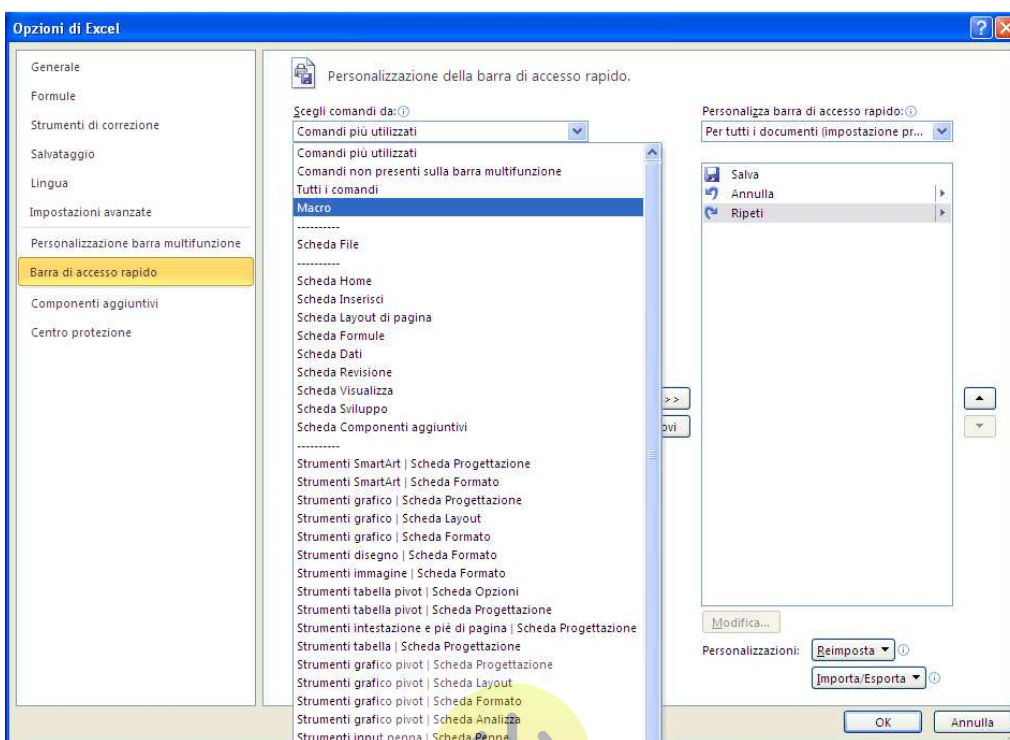 Opzioni di Excel
Generale
Formule
Strumenti di correzione
Salvataggio
Lingua
Impostazioni avanzate
Personalizzazione barra multifunzione
Barra di accesso rapido
Componenti aggiuntivi
Centro protezione
Personalizzazione della barra di accesso rapido.
Scegli comandi da:
Comandi più utilizzati
Comandi più utilizzati
Comandi non presenti sulla barra multifunzione
Tutti i comandi
Macro
----------
Scheda File
----------
Scheda Home
Scheda Inserisci
Scheda Layout di pagina
Scheda Formule
Scheda Dati
Scheda Revisione
Scheda Visualizza
Scheda Sviluppo
Scheda Componenti aggiuntivi
----------
Strumenti SmartArt | Scheda Progettazione
Strumenti SmartArt | Scheda Formato
Strumenti grafico | Scheda Progettazione
Strumenti grafico | Scheda Layout
Strumenti grafico | Scheda Formato
Strumenti disegno | Scheda Formato
Strumenti immagine | Scheda Formato
Strumenti tabella pivot | Scheda Opzioni
Strumenti tabella pivot | Scheda Progettazione
Strumenti intestazione e piè di pagina | Scheda Progettazione
Strumenti tabella | Scheda Progettazione
Strumenti grafico pivot | Scheda Progettazione
Strumenti grafico pivot | Scheda Layout
Strumenti grafico pivot | Scheda Formato
Strumenti grafico pivot | Scheda Analizza
Strumenti input penna | Scheda Penne
>>
ovi
Personalizza barra di accesso rapido:
Per tutti i documenti (impostazione pr...
Salva
Annulla
Ripeti
Modifica...
Personalizzazioni:
Reimposta
Importa/Esporta
OK
Annulla